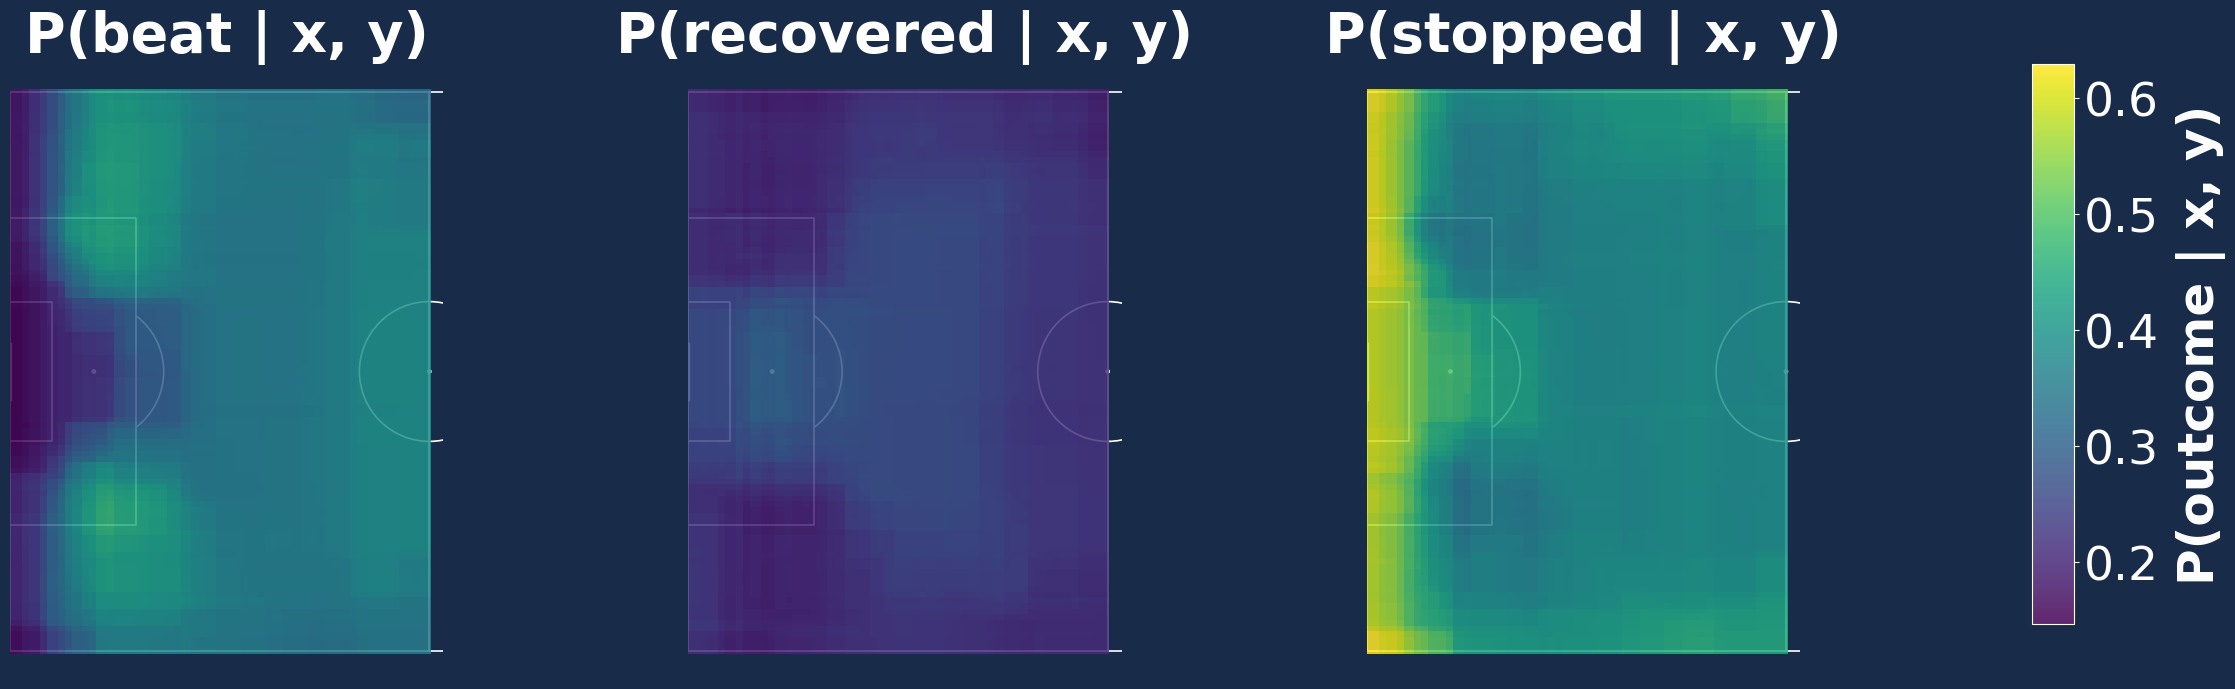 P(beat | x, y)
P(recovered | x, y)
P(stopped | x, y)
0.6
0.5
0.4
0.3
0.2
P(outcome | x, y)